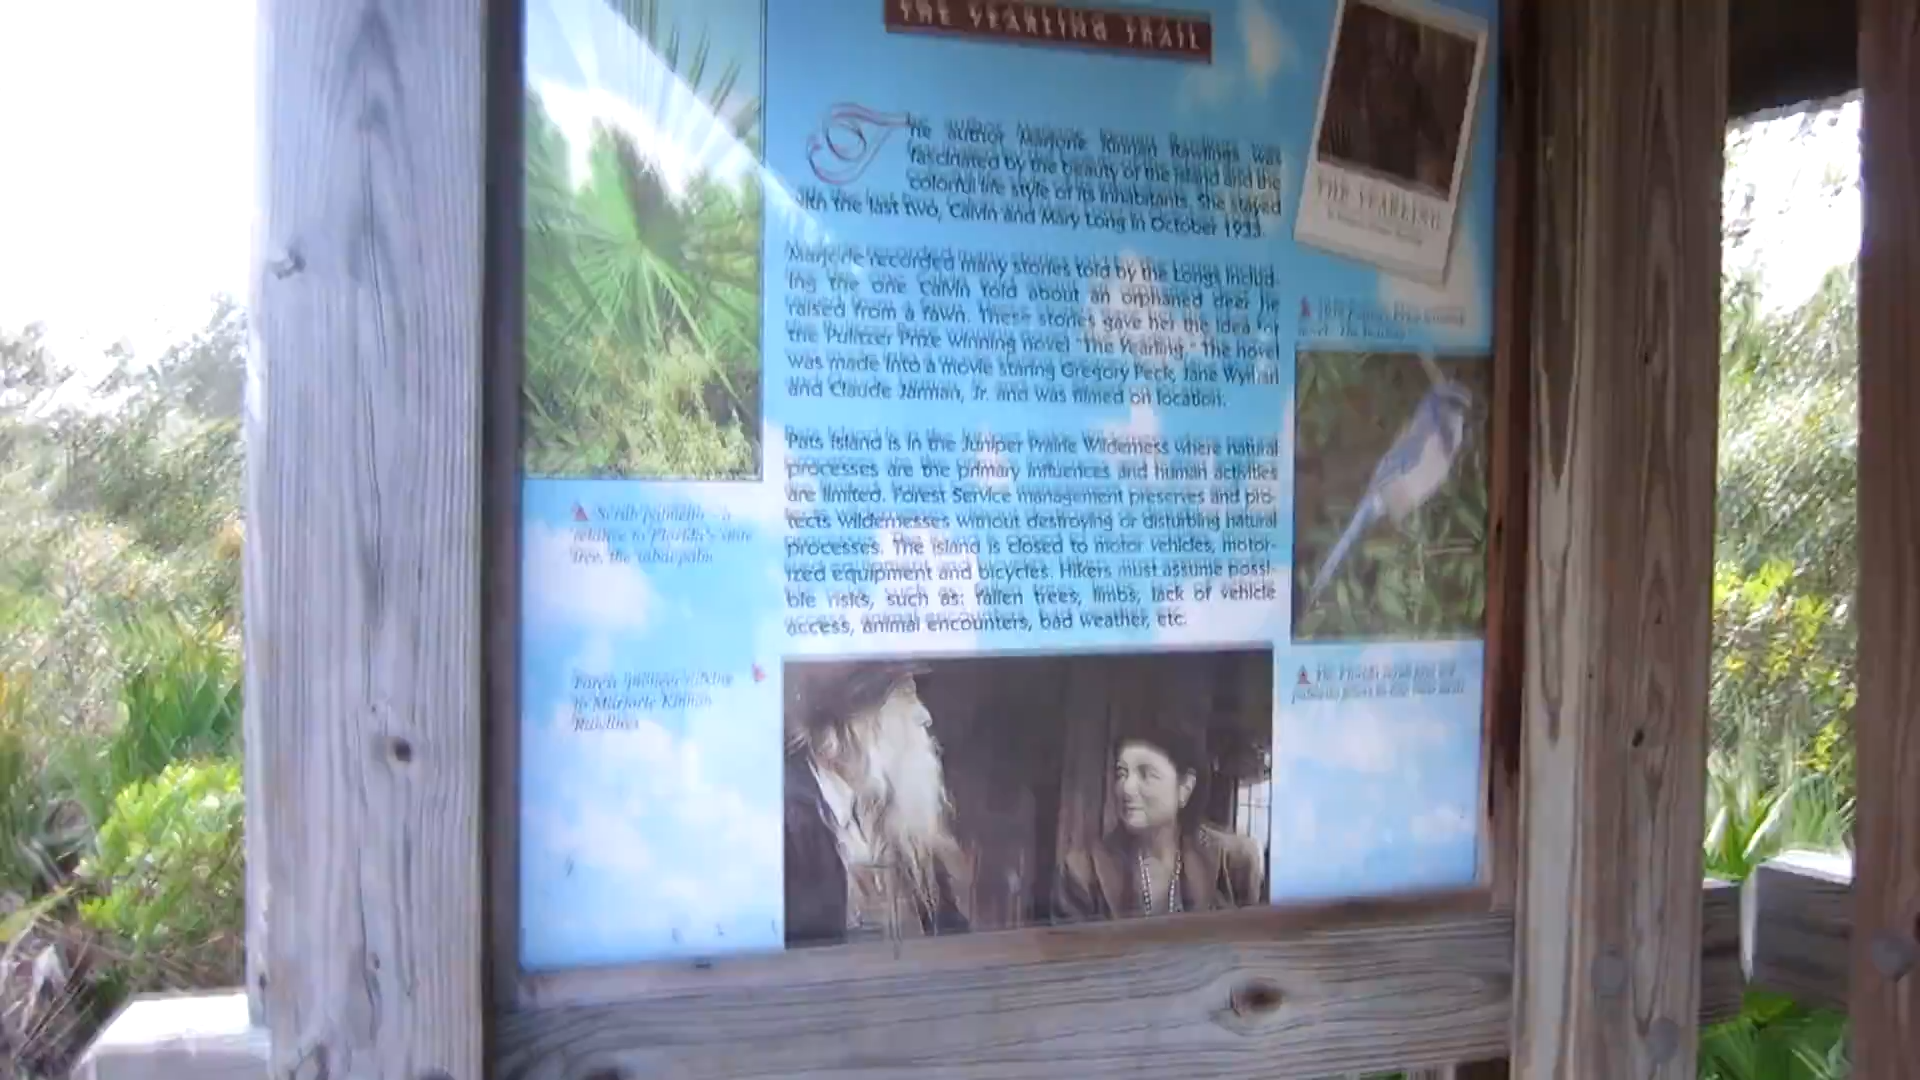 THE YEARLING TRAIL
The author Marjorie Kinnan Rawlings was
fascinated by the beauty of the island and the
colorful life style of its inhabitants. She stayed
with the last two, Calvin and Mary Long in October 1933.
Marjorie recorded many stories told by the Longs includ-
ing the one Calvin told about an orphaned deer he
raised from a fawn. These stories gave her the idea for
the Pulitzer Prize winning novel "The Yearling." The novel
was made into a movie staring Gregory Peck, Jane Wyman
and Claude Jarman, Jr. and was filmed on location.
Pats Island is in the Juniper Prairie Wilderness where natural
processes are the primary influences and human activities
are limited. Forest Service management preserves and pro-
tects Wildernesses without destroying or disturbing natural
processes. The island is closed to motor vehicles, motor-
ized equipment and bicycles. Hikers must assume possi-
ble risks, such as: fallen trees, limbs, lack of vehicle
access, animal encounters, bad weather, etc.
Scrub palmetto - a
relative to Florida's state
tree, the sabal palm
Forest pioneer talking
to Marjorie Kinnan
Rawlings
THE YEARLING